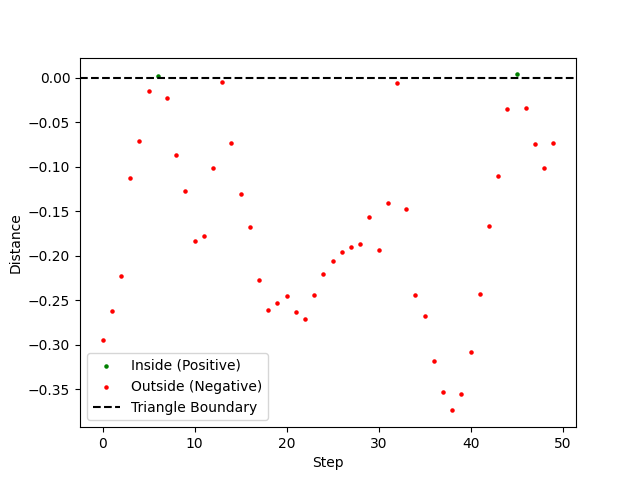 0.00
−0.05
−0.10
−0.15
−0.20
−0.25
−0.30
−0.35
Distance
Inside (Positive)
Outside (Negative)
Triangle Boundary
0 10 20 30 40 50
Step